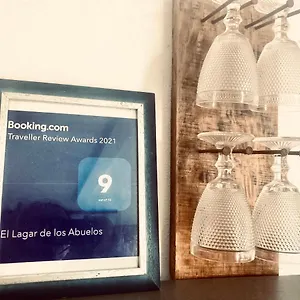 Booking.com
Traveller Review Awards 2021
9
El Lagar de los Abuelos